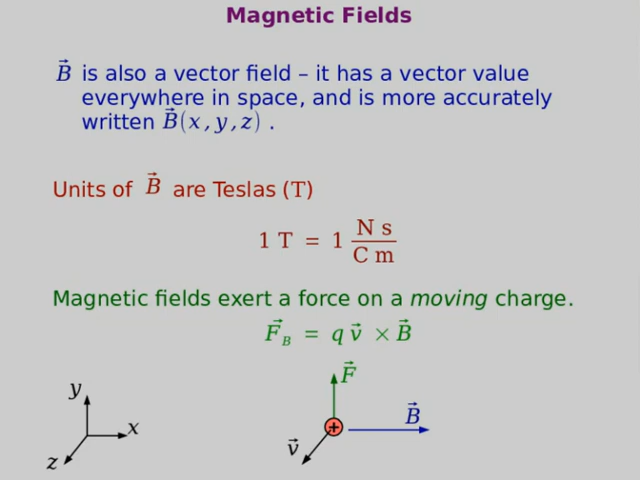 Magnetic Fields
B⃗ is also a vector field – it has a vector value
everywhere in space, and is more accurately
written B⃗(x,y,z) .
Units of B⃗ are Teslas (T)
1 T = 1 N s / C m
Magnetic fields exert a force on a moving charge.
F⃗_B = q v⃗ × B⃗
F⃗
y
B⃗
x
+
v⃗
z